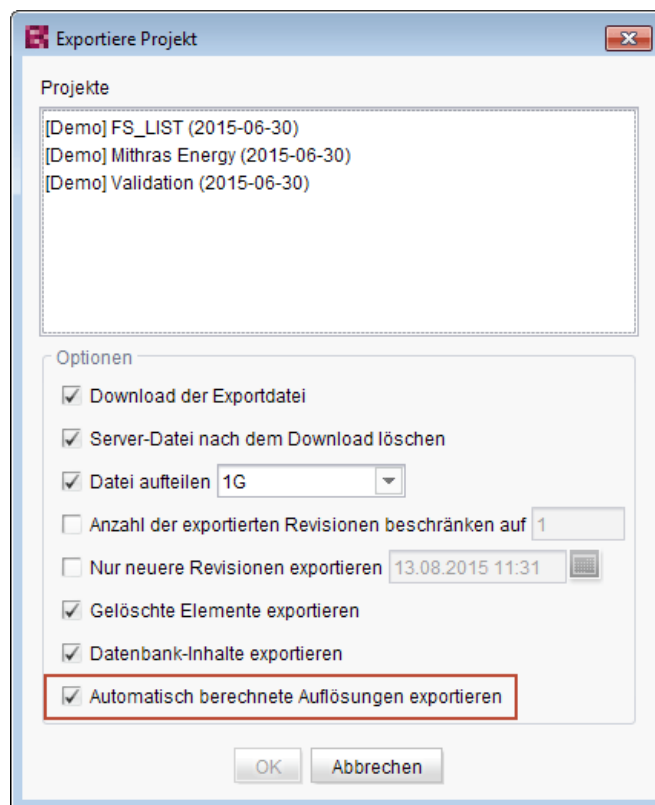 Exportiere Projekt
Projekte
[Demo] FS_LIST (2015-06-30)
[Demo] Mithras Energy (2015-06-30)
[Demo] Validation (2015-06-30)
Optionen
Download der Exportdatei
Server-Datei nach dem Download löschen
Datei aufteilen 1G
Anzahl der exportierten Revisionen beschränken auf 1
Nur neuere Revisionen exportieren 13.08.2015 11:31
Gelöschte Elemente exportieren
Datenbank-Inhalte exportieren
Automatisch berechnete Auflösungen exportieren
OK Abbrechen